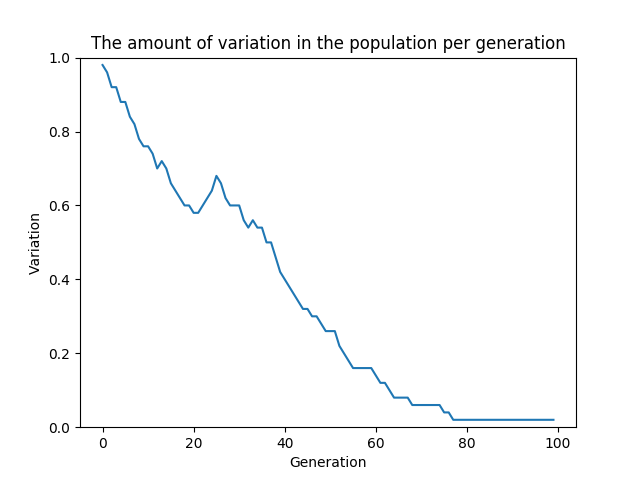 The amount of variation in the population per generation
1.0
0.8
0.6
0.4
0.2
0.0
Variation
0 20 40 60 80 100
Generation